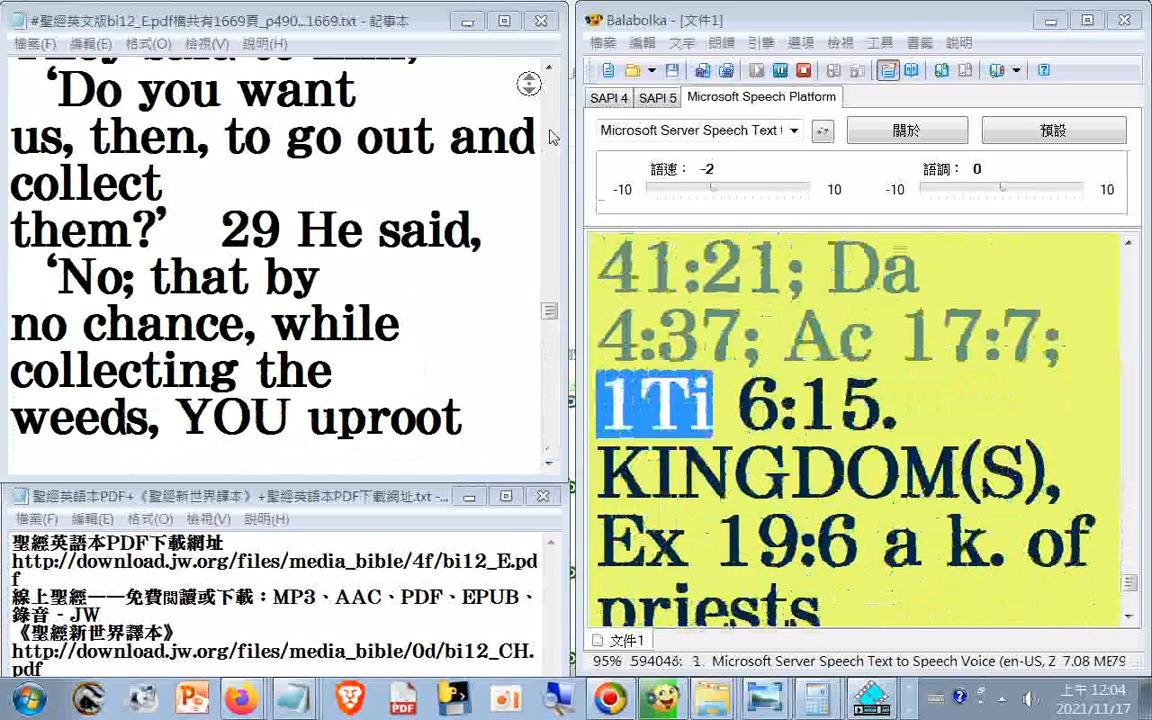 #聖經英文版bi12_E.pdf檔共有1669頁_p490...1669.txt - 記事本
檔案(F) 編輯(E) 格式(O) 檢視(V) 說明(H)
They said to him,
‘Do you want
us, then, to go out and
collect
them?’ 29 He said,
‘No; that by
no chance, while
collecting the
weeds, YOU uproot
聖經英語本PDF+《聖經新世界譯本》+聖經英語本PDF下載網址.txt -...
檔案(F) 編輯(E) 格式(O) 檢視(V) 說明(H)
聖經英語本PDF下載網址
http://download.jw.org/files/media_bible/4f/bi12_E.pd
f
線上聖經——免費閱讀或下載：MP3、AAC、PDF、EPUB、
錄音 - JW
《聖經新世界譯本》
http://download.jw.org/files/media_bible/0d/bi12_CH.
pdf
Balabolka - [文件1]
檔案 編輯 文字 朗讀 引擎 選項 檢視 工具 書籤 說明
SAPI 4 SAPI 5 Microsoft Speech Platform
Microsoft Server Speech Text t 關於 預設
語速： -2 語調： 0
-10 10 -10 10
41:21; Da
4:37; Ac 17:7;
1Ti 6:15.
KINGDOM(S),
Ex 19:6 a k. of
priests
文件1
95% Microsoft Server Speech Text to Speech Voice (en-US, Z 7.08 ME
上午 12:04
2021/11/17